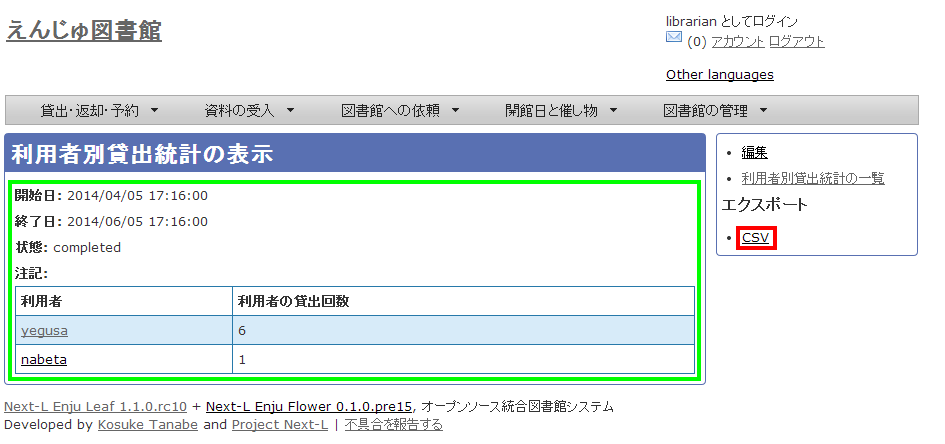 えんじゅ図書館
librarian としてログイン
(0) アカウント ログアウト
Other languages
貸出・返却・予約 資料の受入 図書館への依頼 開館日と催し物 図書館の管理
利用者別貸出統計の表示
開始日: 2014/04/05 17:16:00
終了日: 2014/06/05 17:16:00
状態: completed
注記:
利用者 利用者の貸出回数
yegusa 6
nabeta 1
編集
利用者別貸出統計の一覧
エクスポート
CSV
Next-L Enju Leaf 1.1.0.rc10 + Next-L Enju Flower 0.1.0.pre15, オープンソース統合図書館システム
Developed by Kosuke Tanabe and Project Next-L | 不具合を報告する